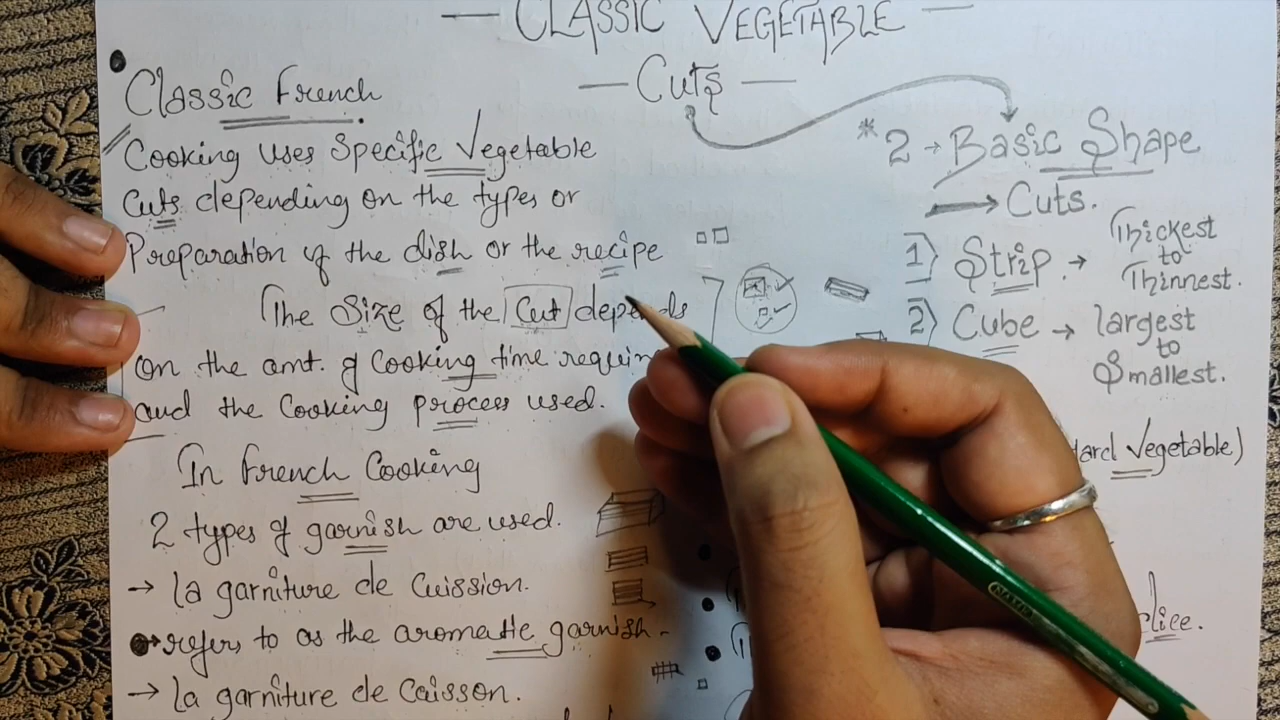 CLASSIC VEGETABLE
Cuts
Classic French
Cooking uses Specific Vegetable
Cuts depending on the types or
Preparation of the dish or the recipe
The Size of the Cut depends
on the amt. of Cooking time
and the Cooking process used.
In French Cooking
2 types of garnish are used.
→ la garniture de Cuission.
→ refers to as the aromatic garnish.
→ la garniture de Caisson.
* 2 → Basic Shape
→ Cuts.
1) Strip. → Thickest
to
Thinnest.
2) Cube → largest
to
Smallest.
Vegetable)